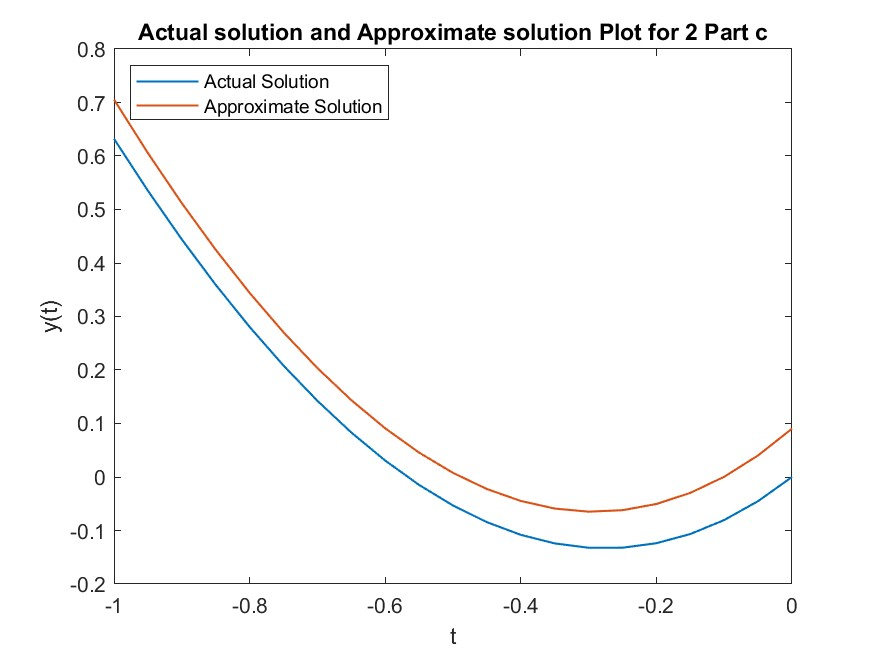 Actual solution and Approximate solution Plot for 2 Part c
0.8
0.7
0.6
0.5
0.4
0.3
0.2
0.1
0
-0.1
-0.2
y(t)
Actual Solution
Approximate Solution
-1 -0.8 -0.6 -0.4 -0.2 0
t